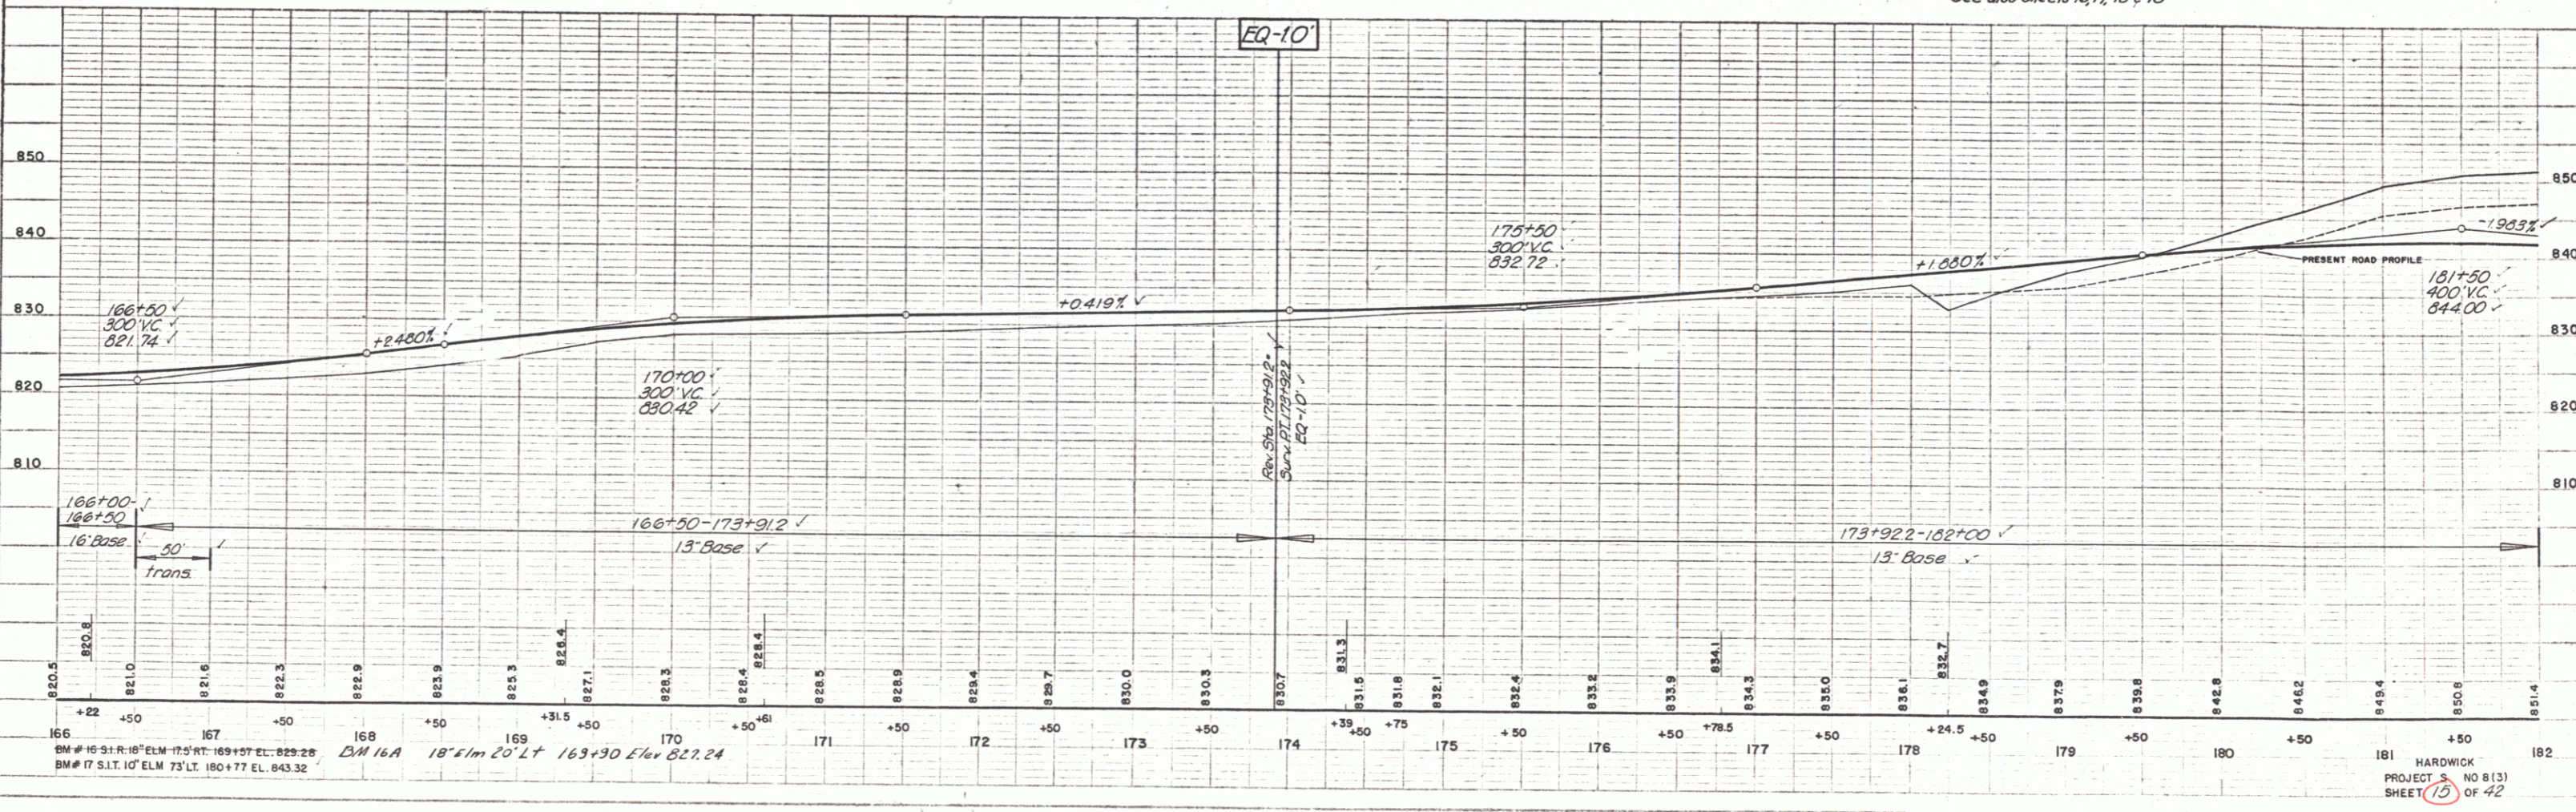 See also Sheets 16, 17, 18 & 19
EQ-1.0'
850
840
830
820
810
850
840
830
820
810
166+50 ✓
300' V.C. ✓
821.74 ✓
+2.480% ✓
170+00 ✓
300' V.C. ✓
830.42 ✓
+0.419% ✓
Rev. Sta. 173+91.2= ✓
Surv. P.T. 173+92.2
EQ-1.0' ✓
175+50 ✓
300' V.C. ✓
832.72 ✓
+1.880% ✓
-1.983% ✓
PRESENT ROAD PROFILE
181+50 ✓
400' V.C. ✓
844.00 ✓
166+00- ✓
166+50
16" Base ✓
50' ✓
trans.
166+50-173+91.2 ✓
13" Base ✓
173+92.2-182+00 ✓
13" Base ✓
820.5 820.8 821.0 821.6 822.3 822.9 823.9 825.3 826.4 827.1 828.3 828.4 828.4 828.5 828.9 829.4 829.7 830.0 830.3 830.7 831.3 831.5 831.8 832.1 832.4 833.2 833.9 834.1 834.3 835.0 836.1 832.7 834.9 837.9 839.8 842.8 846.2 849.4 850.8 851.4
166 +22 +50 167 +50 168 +50 169 +31.5 +50 170 +50 +61 171 +50 172 +50 173 +50 174 +39 +50 +75 175 +50 176 +50 +78.5 177 +50 178 +24.5 +50 179 +50 180 +50 181 +50 182
BM # 16 S.I.R. 18" ELM 17.5' RT. 169+57 EL. 829.28
BM 16A 18" Elm 20' Lt 169+90 Elev 827.24
BM # 17 S.I.T. 10" ELM 73' LT. 180+77 EL. 843.32
HARDWICK
PROJECT S NO 8(3)
SHEET 15 OF 42